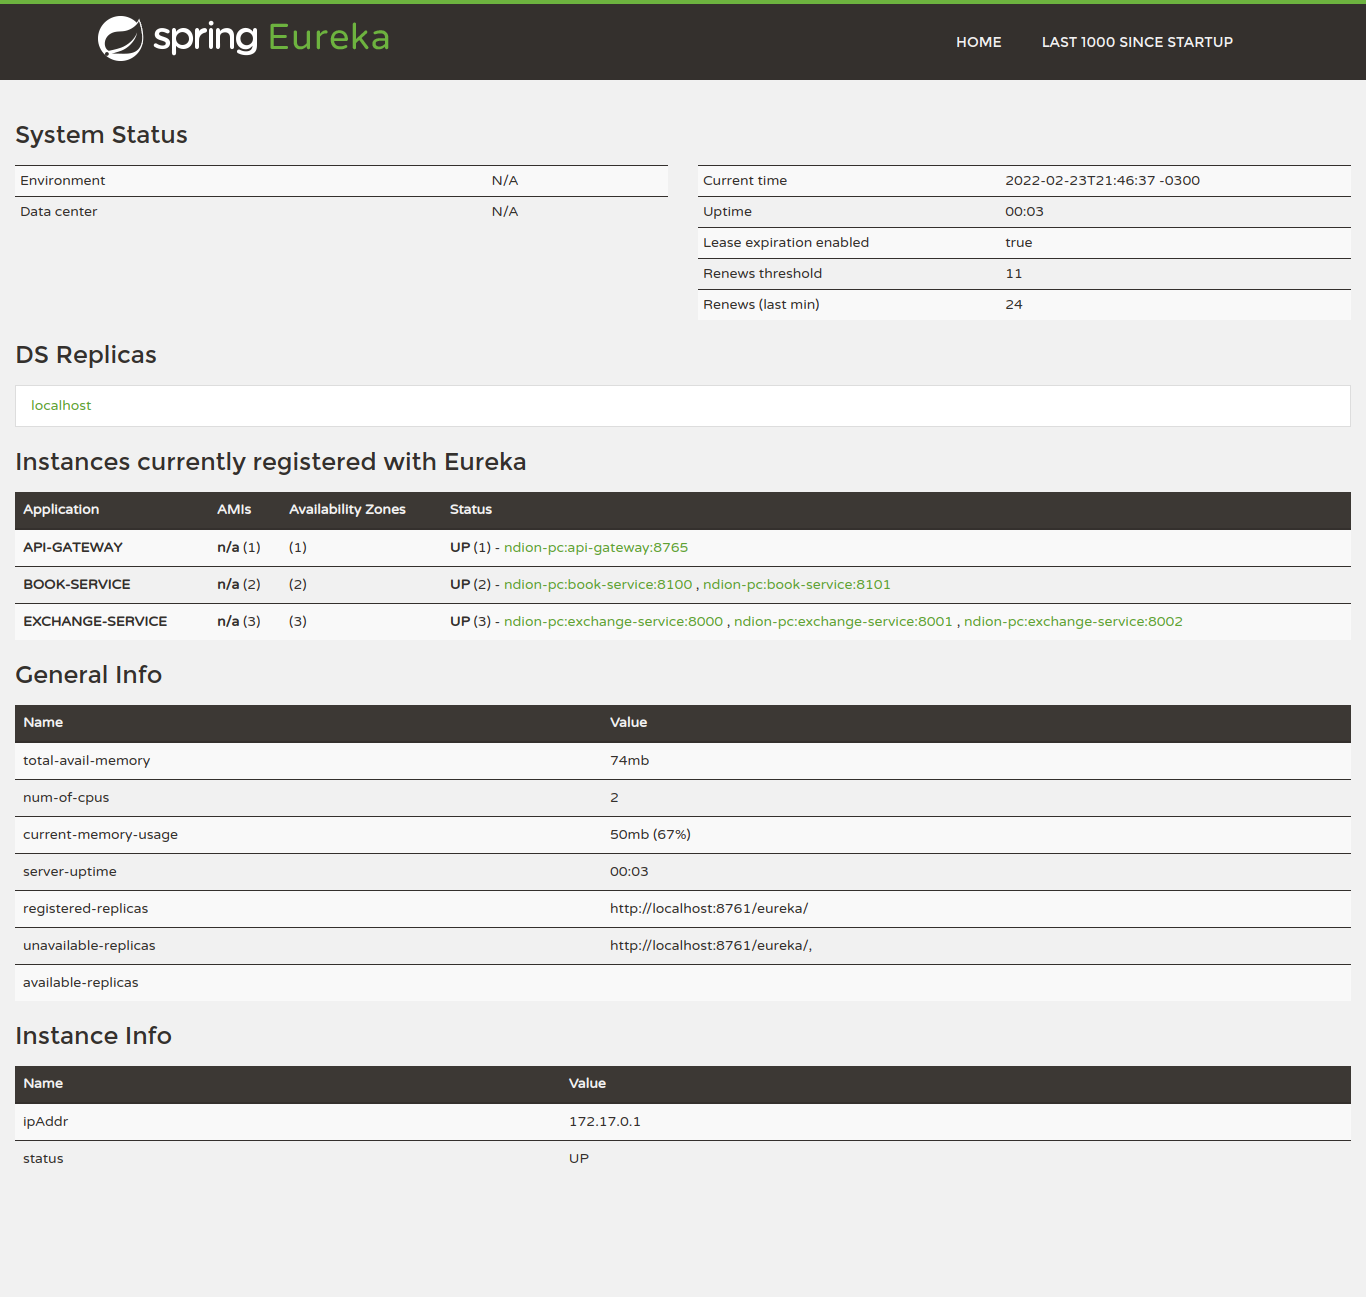 spring Eureka
HOME LAST 1000 SINCE STARTUP
System Status
Environment N/A
Data center N/A
Current time 2022-02-23T21:46:37 -0300
Uptime 00:03
Lease expiration enabled true
Renews threshold 11
Renews (last min) 24
DS Replicas
localhost
Instances currently registered with Eureka
Application AMIs Availability Zones Status
API-GATEWAY n/a (1) (1) UP (1) - ndion-pc:api-gateway:8765
BOOK-SERVICE n/a (2) (2) UP (2) - ndion-pc:book-service:8100 , ndion-pc:book-service:8101
EXCHANGE-SERVICE n/a (3) (3) UP (3) - ndion-pc:exchange-service:8000 , ndion-pc:exchange-service:8001 , ndion-pc:exchange-service:8002
General Info
Name Value
total-avail-memory 74mb
num-of-cpus 2
current-memory-usage 50mb (67%)
server-uptime 00:03
registered-replicas http://localhost:8761/eureka/
unavailable-replicas http://localhost:8761/eureka/,
available-replicas
Instance Info
Name Value
ipAddr 172.17.0.1
status UP